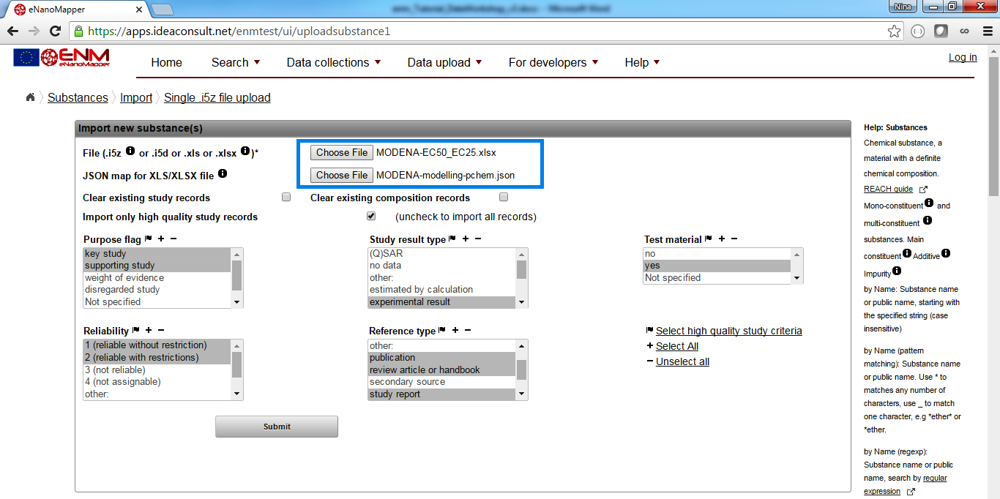 eNanoMapper
Nina
https://apps.ideaconsult.net/enmtest/ui/uploadsubstance1
ENM
eNanoMapper
Home Search Data collections Data upload For developers Help
Log in
Substances Import Single .i5z file upload
Import new substance(s)
File (.i5z or .i5d or .xls or .xlsx )* Choose File MODENA-EC50_EC25.xlsx
JSON map for XLS/XLSX file Choose File MODENA-modelling-pchem.json
Clear existing study records Clear existing composition records
Import only high quality study records (uncheck to import all records)
Purpose flag + −
key study
supporting study
weight of evidence
disregarded study
Not specified
Study result type + −
(Q)SAR
no data
other:
estimated by calculation
experimental result
Test material + −
no
yes
Not specified
Reliability + −
1 (reliable without restriction)
2 (reliable with restrictions)
3 (not reliable)
4 (not assignable)
other:
Reference type + −
other:
publication
review article or handbook
secondary source
study report
Select high quality study criteria
+ Select All
− Unselect all
Submit
Help: Substances
Chemical substance, a
material with a definite
chemical composition.
REACH guide
Mono-constituent and
multi-constituent
substances. Main
constituent Additive
Impurity
by Name: Substance name
or public name, starting with
the specified string (case
insensitive)
by Name (pattern
matching): Substance name
or public name. Use * to
matches any number of
characters, use _ to match
one character, e.g *ether* or
*ether.
by Name (regexp):
Substance name or public
name, search by regular
expression